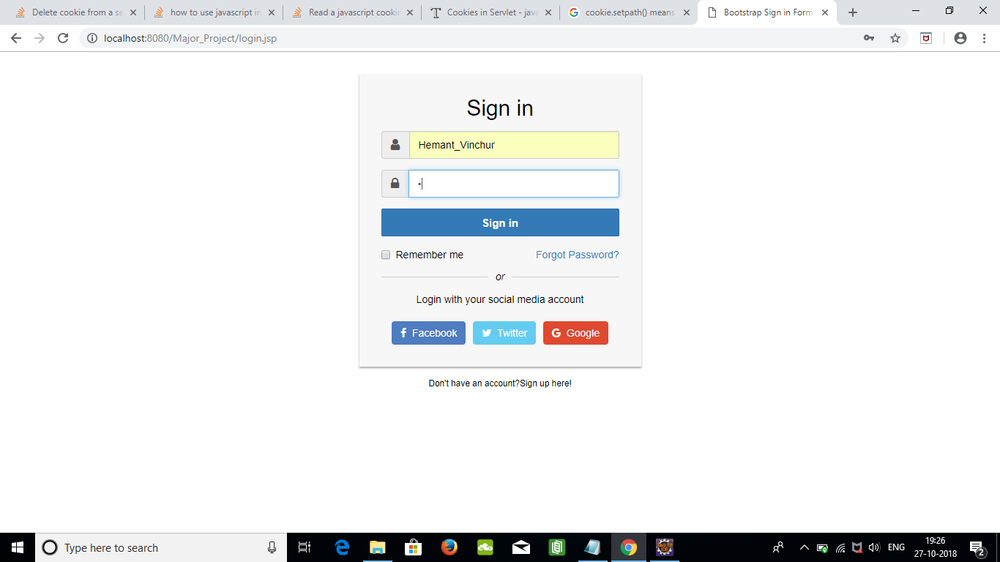 Delete cookie from a se
how to use javascript in
Read a javascript cookie
Cookies in Servlet - java
cookie.setpath() means
Bootstrap Sign in Form
localhost:8080/Major_Project/login.jsp
Sign in
Hemant_Vinchur
Sign in
Remember me
Forgot Password?
or
Login with your social media account
Facebook
Twitter
Google
Don't have an account?Sign up here!
Type here to search
ENG
19:26
27-10-2018
2